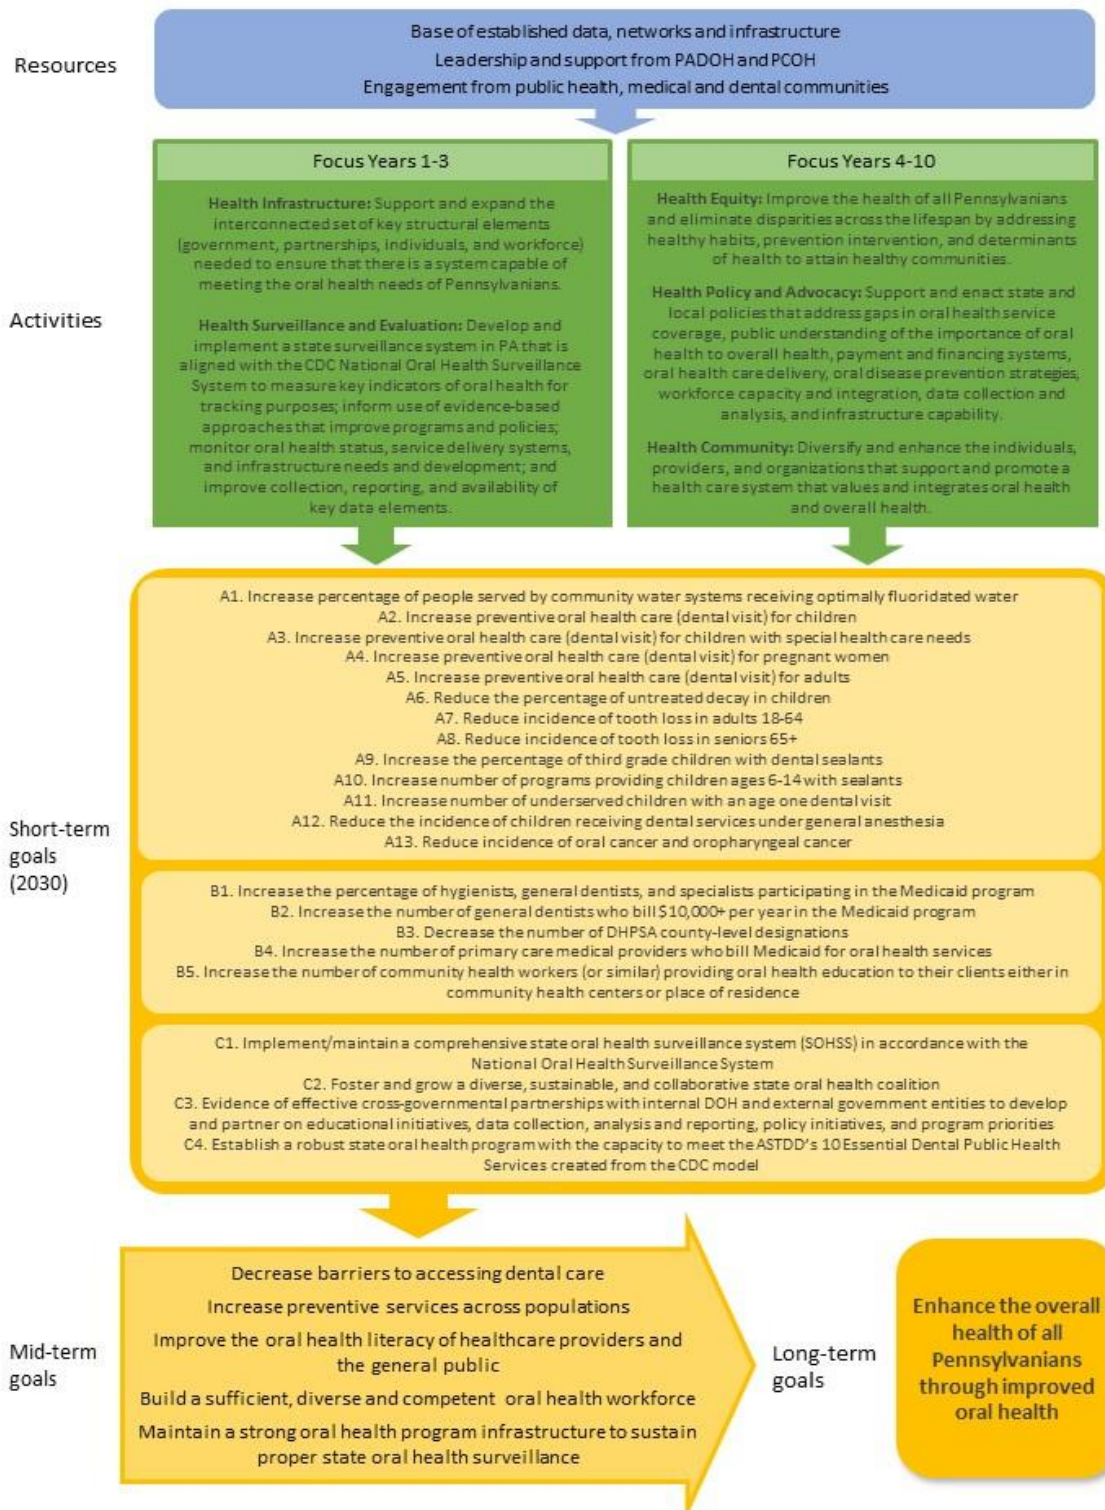 Resources
Base of established data, networks and infrastructure
Leadership and support from PADOH and PCOH
Engagement from public health, medical and dental communities
Activities
Focus Years 1-3
Health Infrastructure: Support and expand the
interconnected set of key structural elements
(government, partnerships, individuals, and workforce)
needed to ensure that there is a system capable of
meeting the oral health needs of Pennsylvanians.
Health Surveillance and Evaluation: Develop and
implement a state surveillance system in PA that is
aligned with the CDC National Oral Health Surveillance
System to measure key indicators of oral health for
tracking purposes; inform use of evidence-based
approaches that improve programs and policies;
monitor oral health status, service delivery systems,
and infrastructure needs and development; and
improve collection, reporting, and availability of
key data elements.
Focus Years 4-10
Health Equity: Improve the health of all Pennsylvanians
and eliminate disparities across the lifespan by addressing
healthy habits, prevention intervention, and determinants
of health to attain healthy communities.
Health Policy and Advocacy: Support and enact state and
local policies that address gaps in oral health service
coverage, public understanding of the importance of oral
health to overall health, payment and financing systems,
oral health care delivery, oral disease prevention strategies,
workforce capacity and integration, data collection and
analysis, and infrastructure capability.
Health Community: Diversify and enhance the individuals,
providers, and organizations that support and promote a
health care system that values and integrates oral health
and overall health.
Short-term
goals
(2030)
A1. Increase percentage of people served by community water systems receiving optimally fluoridated water
A2. Increase preventive oral health care (dental visit) for children
A3. Increase preventive oral health care (dental visit) for children with special health care needs
A4. Increase preventive oral health care (dental visit) for pregnant women
A5. Increase preventive oral health care (dental visit) for adults
A6. Reduce the percentage of untreated decay in children
A7. Reduce incidence of tooth loss in adults 18-64
A8. Reduce incidence of tooth loss in seniors 65+
A9. Increase the percentage of third grade children with dental sealants
A10. Increase number of programs providing children ages 6-14 with sealants
A11. Increase number of underserved children with an age one dental visit
A12. Reduce the incidence of children receiving dental services under general anesthesia
A13. Reduce incidence of oral cancer and oropharyngeal cancer
B1. Increase the percentage of hygienists, general dentists, and specialists participating in the Medicaid program
B2. Increase the number of general dentists who bill $10,000+ per year in the Medicaid program
B3. Decrease the number of DHPSA county-level designations
B4. Increase the number of primary care medical providers who bill Medicaid for oral health services
B5. Increase the number of community health workers (or similar) providing oral health education to their clients either in
community health centers or place of residence
C1. Implement/maintain a comprehensive state oral health surveillance system (SOHSS) in accordance with the
National Oral Health Surveillance System
C2. Foster and grow a diverse, sustainable, and collaborative state oral health coalition
C3. Evidence of effective cross-governmental partnerships with internal DOH and external government entities to develop
and partner on educational initiatives, data collection, analysis and reporting, policy initiatives, and program priorities
C4. Establish a robust state oral health program with the capacity to meet the ASTDD's 10 Essential Dental Public Health
Services created from the CDC model
Mid-term
goals
Decrease barriers to accessing dental care
Increase preventive services across populations
Improve the oral health literacy of healthcare providers and
the general public
Build a sufficient, diverse and competent oral health workforce
Maintain a strong oral health program infrastructure to sustain
proper state oral health surveillance
Long-term
goals
Enhance the overall
health of all
Pennsylvanians
through improved
oral health